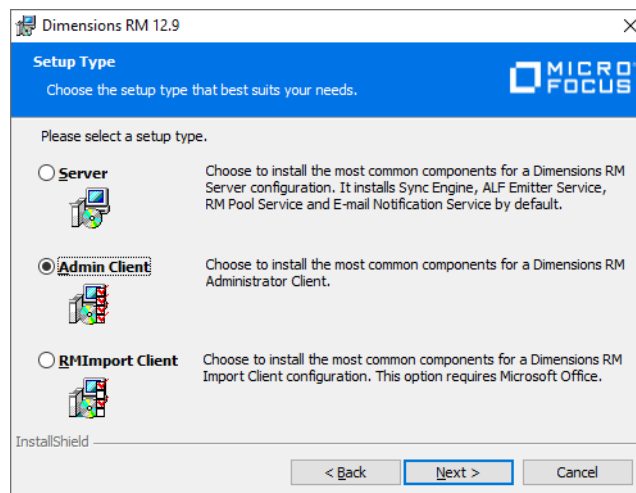 Dimensions RM 12.9
Setup Type
Choose the setup type that best suits your needs.
MICRO
FOCUS
Please select a setup type.
Server
Choose to install the most common components for a Dimensions RM
Server configuration. It installs Sync Engine, ALF Emitter Service,
RM Pool Service and E-mail Notification Service by default.
Admin Client
Choose to install the most common components for a Dimensions RM
Administrator Client.
RMImport Client
Choose to install the most common components for a Dimensions RM
Import Client configuration. This option requires Microsoft Office.
InstallShield
< Back
Next >
Cancel